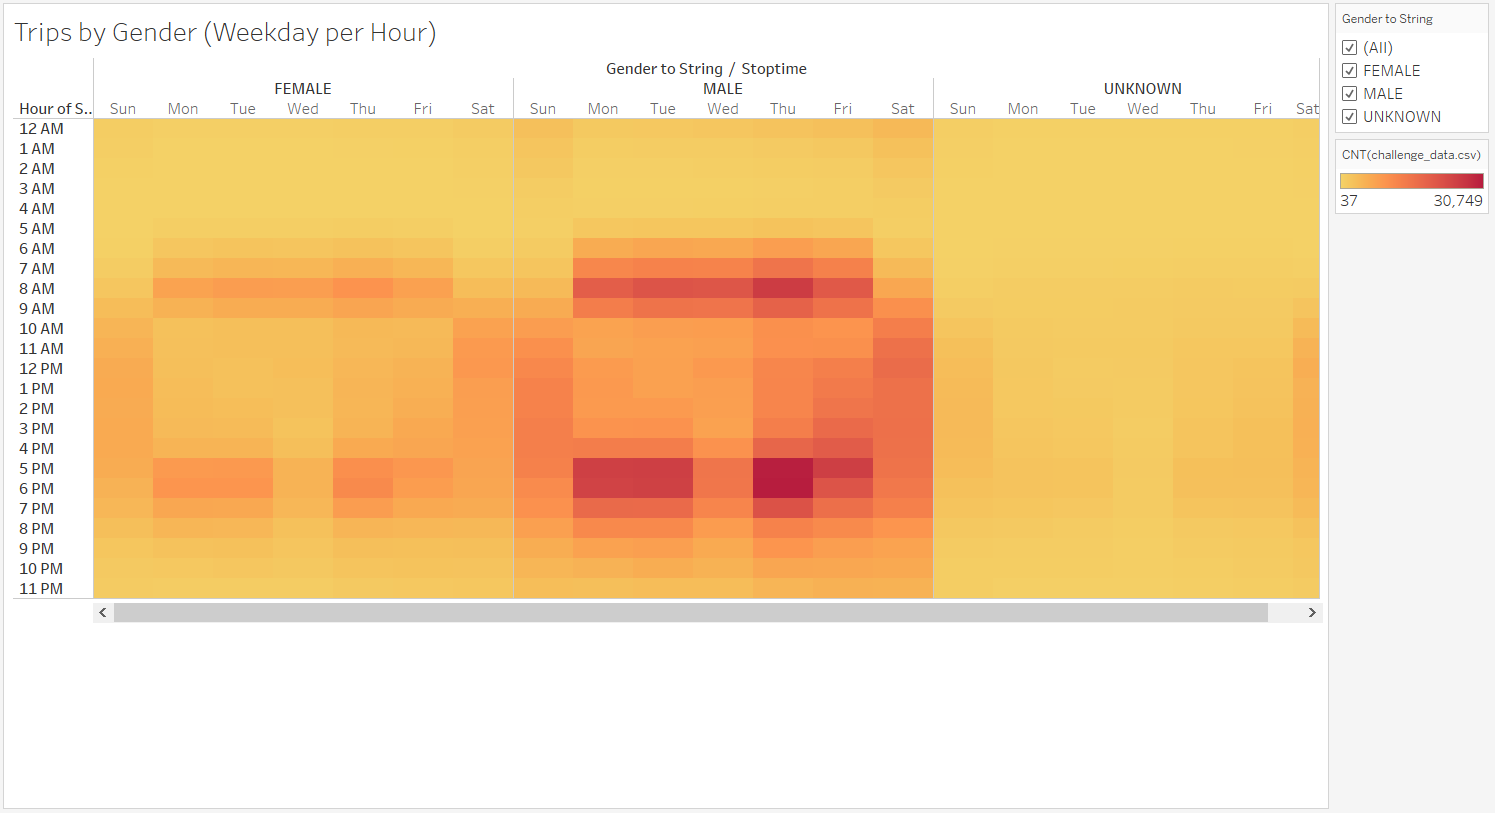 Trips by Gender (Weekday per Hour)
Gender to String / Stoptime
FEMALE MALE UNKNOWN
Hour of S.. Sun Mon Tue Wed Thu Fri Sat Sun Mon Tue Wed Thu Fri Sat Sun Mon Tue Wed Thu Fri Sat
12 AM
1 AM
2 AM
3 AM
4 AM
5 AM
6 AM
7 AM
8 AM
9 AM
10 AM
11 AM
12 PM
1 PM
2 PM
3 PM
4 PM
5 PM
6 PM
7 PM
8 PM
9 PM
10 PM
11 PM
Gender to String
(All)
FEMALE
MALE
UNKNOWN
CNT(challenge_data.csv)
37 30,749